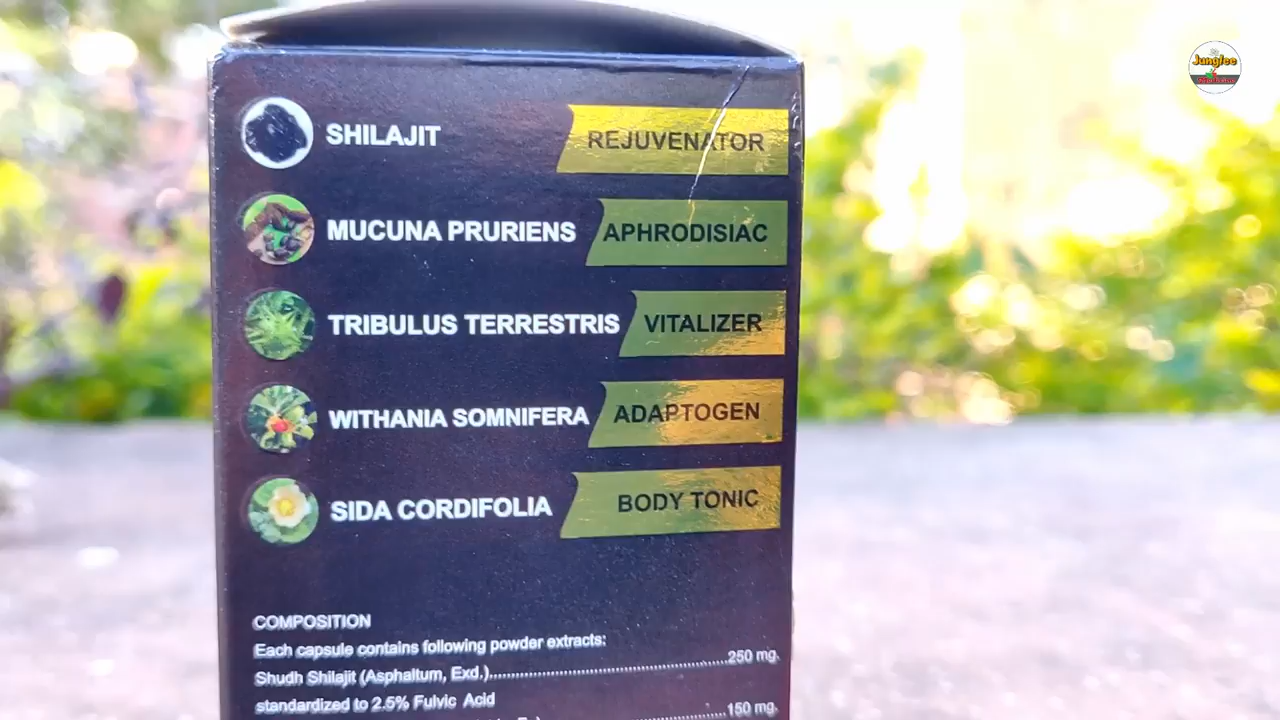 Junglee
SHILAJIT REJUVENATOR
MUCUNA PRURIENS APHRODISIAC
TRIBULUS TERRESTRIS VITALIZER
WITHANIA SOMNIFERA ADAPTOGEN
SIDA CORDIFOLIA BODY TONIC
COMPOSITION
Each capsule contains following powder extracts:
Shudh Shilajit (Asphaltum, Exd.)......250 mg.
standardized to 2.5% Fulvic Acid
150 mg.